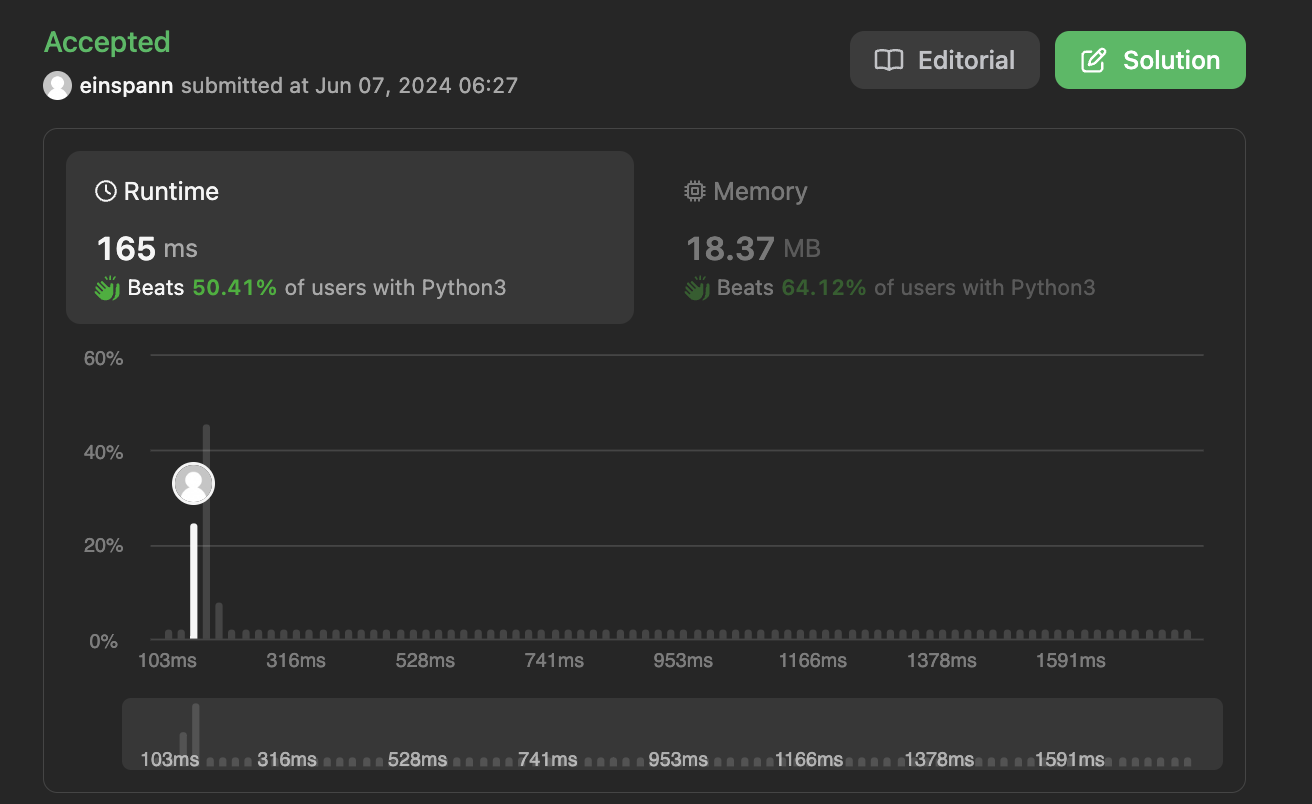 Accepted
einspann submitted at Jun 07, 2024 06:27
Editorial
Solution
Runtime
165 ms
Beats 50.41% of users with Python3
Memory
18.37 MB
Beats 64.12% of users with Python3
60%
40%
20%
0%
103ms 316ms 528ms 741ms 953ms 1166ms 1378ms 1591ms
103ms 316ms 528ms 741ms 953ms 1166ms 1378ms 1591ms